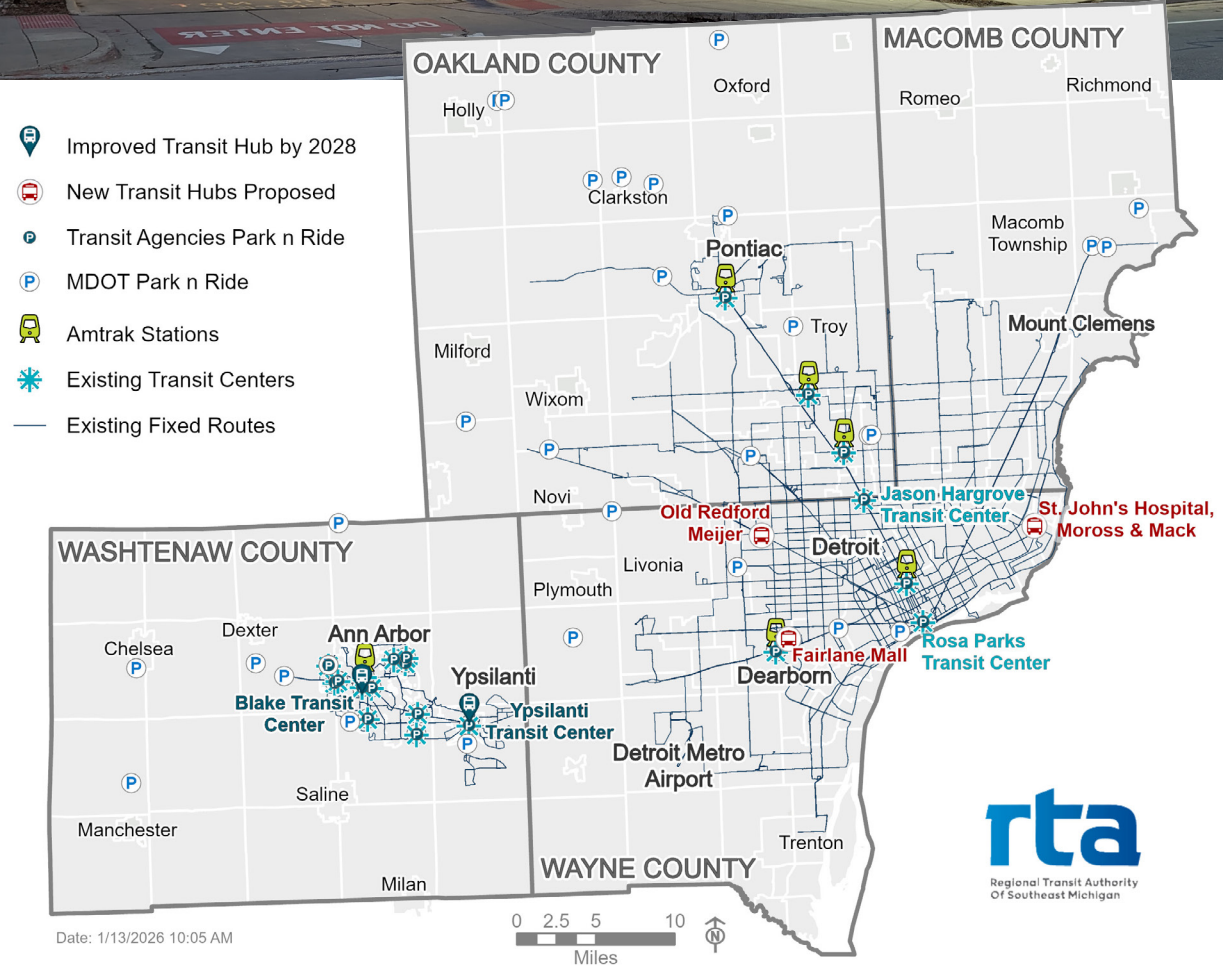 DO NOT ENTER
OAKLAND COUNTY
MACOMB COUNTY
Holly
Oxford
Romeo
Richmond
Clarkston
Macomb
Township
Pontiac
Troy
Mount Clemens
Milford
Wixom
Novi
Improved Transit Hub by 2028
New Transit Hubs Proposed
P Transit Agencies Park n Ride
P MDOT Park n Ride
Amtrak Stations
Existing Transit Centers
Existing Fixed Routes
Jason Hargrove
Transit Center
Old Redford
Meijer
St. John's Hospital,
Moross & Mack
Detroit
WASHTENAW COUNTY
Livonia
Plymouth
Dexter
Chelsea
Ann Arbor
Ypsilanti
Blake Transit
Center
Ypsilanti
Transit Center
Fairlane Mall
Dearborn
Rosa Parks
Transit Center
Detroit Metro
Airport
Saline
Manchester
Milan
Trenton
WAYNE COUNTY
rta
Regional Transit Authority
Of Southeast Michigan
Date: 1/13/2026 10:05 AM
0 2.5 5 10
Miles
N